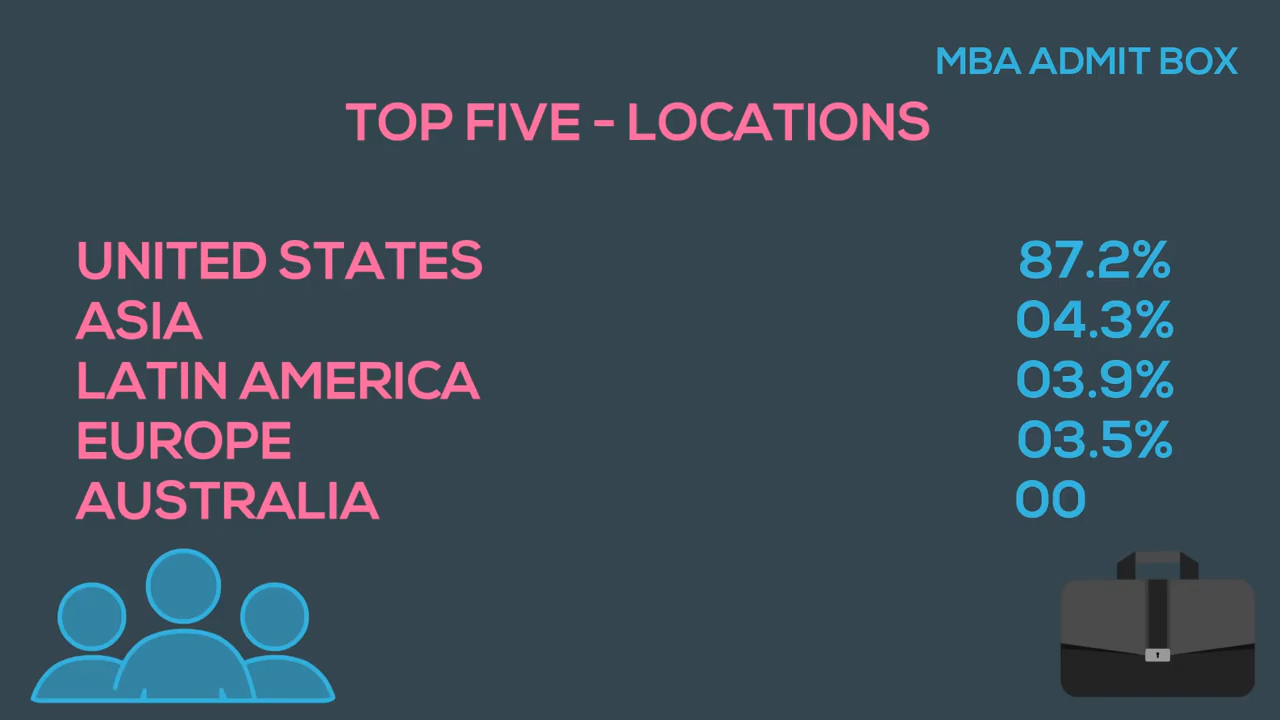 MBA ADMIT BOX
TOP FIVE - LOCATIONS
UNITED STATES 87.2%
ASIA 04.3%
LATIN AMERICA 03.9%
EUROPE 03.5%
AUSTRALIA 00